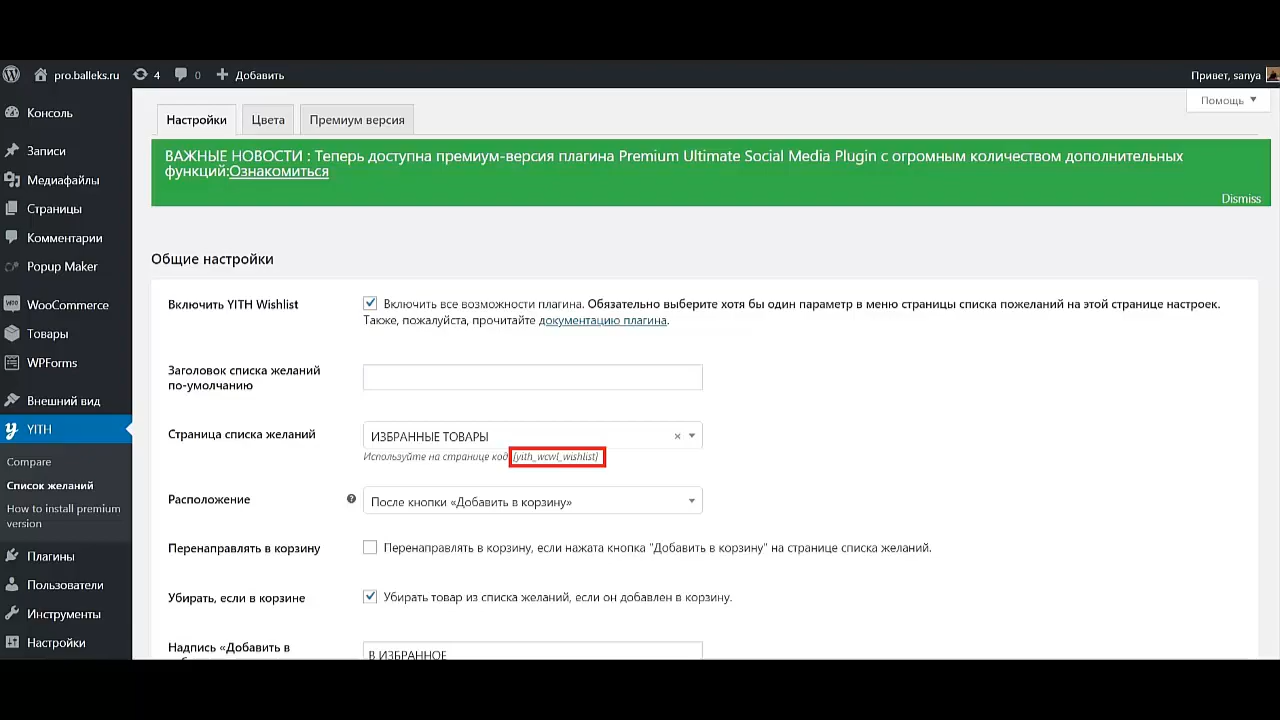 pro.balleks.ru 4 0 Добавить Привет, sanya
Помощь
Консоль
Записи
Медиафайлы
Страницы
Комментарии
Popup Maker
WooCommerce
Товары
WPForms
Внешний вид
YITH
Compare
Список желаний
How to install premium
version
Плагины
Пользователи
Инструменты
Настройки
Настройки Цвета Премиум версия
ВАЖНЫЕ НОВОСТИ : Теперь доступна премиум-версия плагина Premium Ultimate Social Media Plugin с огромным количеством дополнительных
функций:Ознакомиться
Dismiss
Общие настройки
Включить YITH Wishlist Включить все возможности плагина. Обязательно выберите хотя бы один параметр в меню страницы списка пожеланий на этой странице настроек.
Также, пожалуйста, прочитайте документацию плагина.
Заголовок списка желаний
по-умолчанию
Страница списка желаний ИЗБРАННЫЕ ТОВАРЫ
Используйте на странице код [yith_wcwl_wishlist]
Расположение После кнопки «Добавить в корзину»
Перенаправлять в корзину Перенаправлять в корзину, если нажата кнопка "Добавить в корзину" на странице списка желаний.
Убирать, если в корзине Убирать товар из списка желаний, если он добавлен в корзину.
Надпись «Добавить в
В ИЗБРАННОЕ